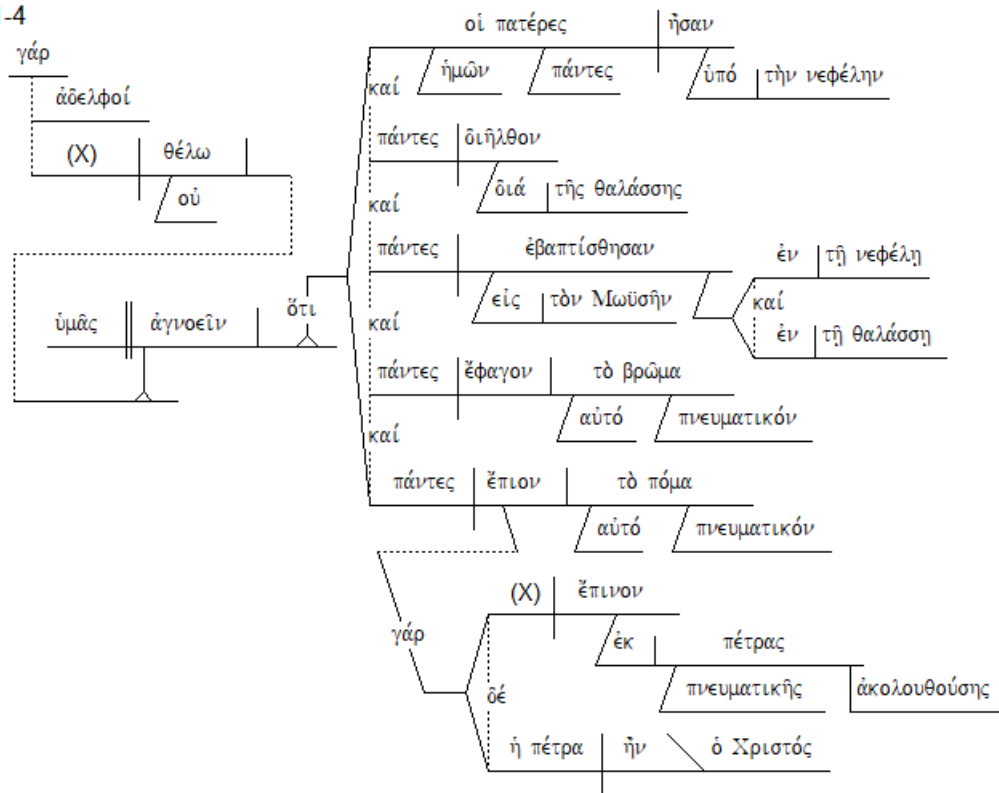 -4
γάρ
ἀδελφοί
(X) θέλω
οὐ
ὑμᾶς ἀγνοεῖν ὅτι
οἱ πατέρες ἦσαν
ἡμῶν πάντες ὑπό τὴν νεφέλην
καί
πάντες διῆλθον
διά τῆς θαλάσσης
καί
πάντες ἐβαπτίσθησαν
εἰς τὸν Μωϋσῆν
ἐν τῇ νεφέλῃ
καί
ἐν τῇ θαλάσσῃ
καί
πάντες ἔφαγον τὸ βρῶμα
αὐτό πνευματικόν
καί
πάντες ἔπιον τὸ πόμα
αὐτό πνευματικόν
γάρ
(X) ἔπινον
ἐκ πέτρας
πνευματικῆς ἀκολουθούσης
δέ
ἡ πέτρα ἦν ὁ Χριστός